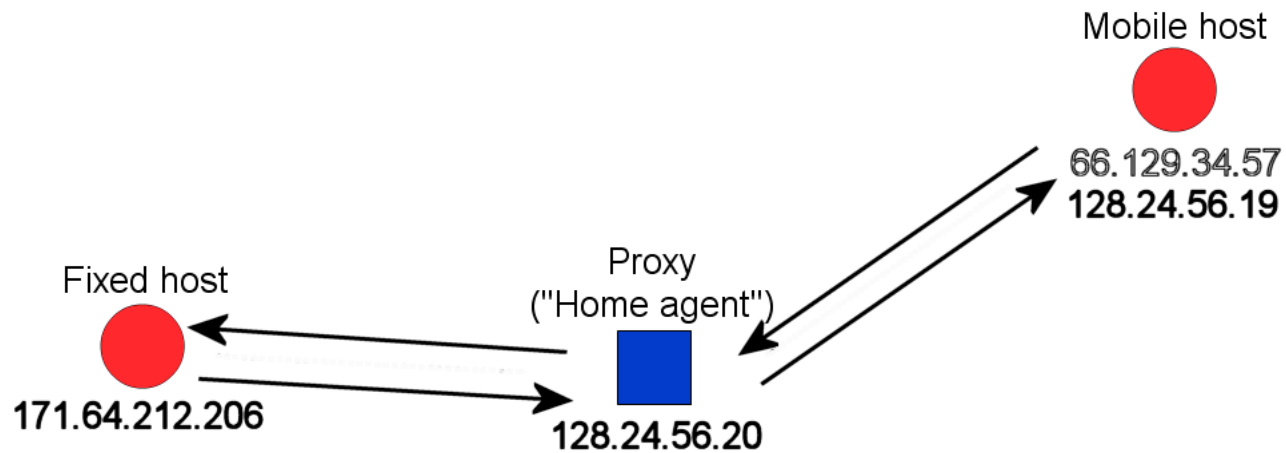 Mobile host
66.129.34.57
128.24.56.19
Fixed host
171.64.212.206
Proxy
("Home agent")
128.24.56.20